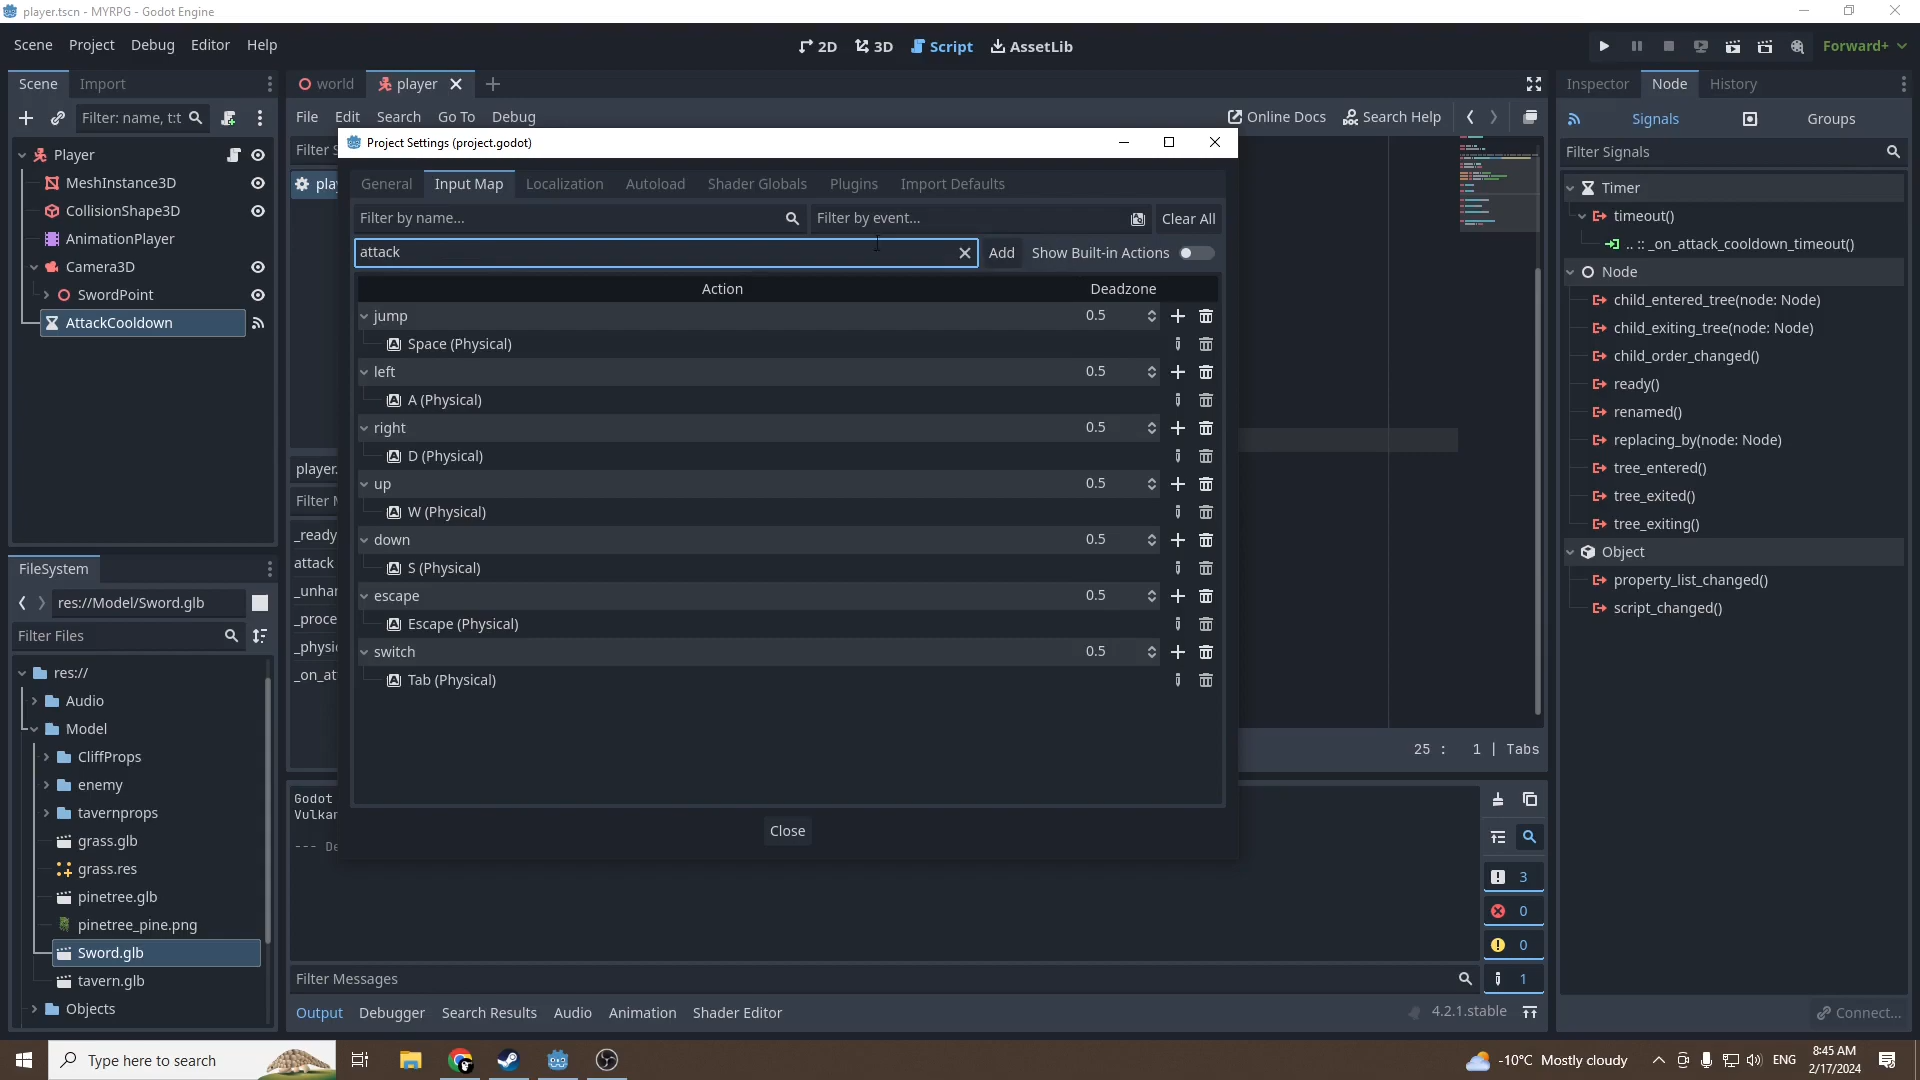 player.tscn - MYRPG - Godot Engine
Scene Project Debug Editor Help
2D 3D Script AssetLib
Forward+
Scene Import
world player
Inspector Node History
Filter: name, t:t
File Edit Search Go To Debug
Online Docs Search Help
Signals Groups
Filter Signals
Player
MeshInstance3D
CollisionShape3D
AnimationPlayer
Camera3D
SwordPoint
AttackCooldown
Filter S
play
player.
Filter M
_ready
attack
_unhan
_proce
_physi
_on_at
Project Settings (project.godot)
General Input Map Localization Autoload Shader Globals Plugins Import Defaults
Filter by name... Filter by event... Clear All
attack Add Show Built-in Actions
Action Deadzone
jump 0.5
Space (Physical)
left 0.5
A (Physical)
right 0.5
D (Physical)
up 0.5
W (Physical)
down 0.5
S (Physical)
escape 0.5
Escape (Physical)
switch 0.5
Tab (Physical)
Close
Timer
timeout()
.. :: _on_attack_cooldown_timeout()
Node
child_entered_tree(node: Node)
child_exiting_tree(node: Node)
child_order_changed()
ready()
renamed()
replacing_by(node: Node)
tree_entered()
tree_exited()
tree_exiting()
Object
property_list_changed()
script_changed()
Connect...
25 : 1 | Tabs
FileSystem
res://Model/Sword.glb
Filter Files
res://
Audio
Model
CliffProps
enemy
tavernprops
grass.glb
grass.res
pinetree.glb
pinetree_pine.png
Sword.glb
tavern.glb
Objects
Godot
Vulkan
--- De
3
0
0
1
Filter Messages
Output Debugger Search Results Audio Animation Shader Editor
4.2.1.stable
Type here to search
-10°C Mostly cloudy
ENG
8:45 AM
2/17/2024